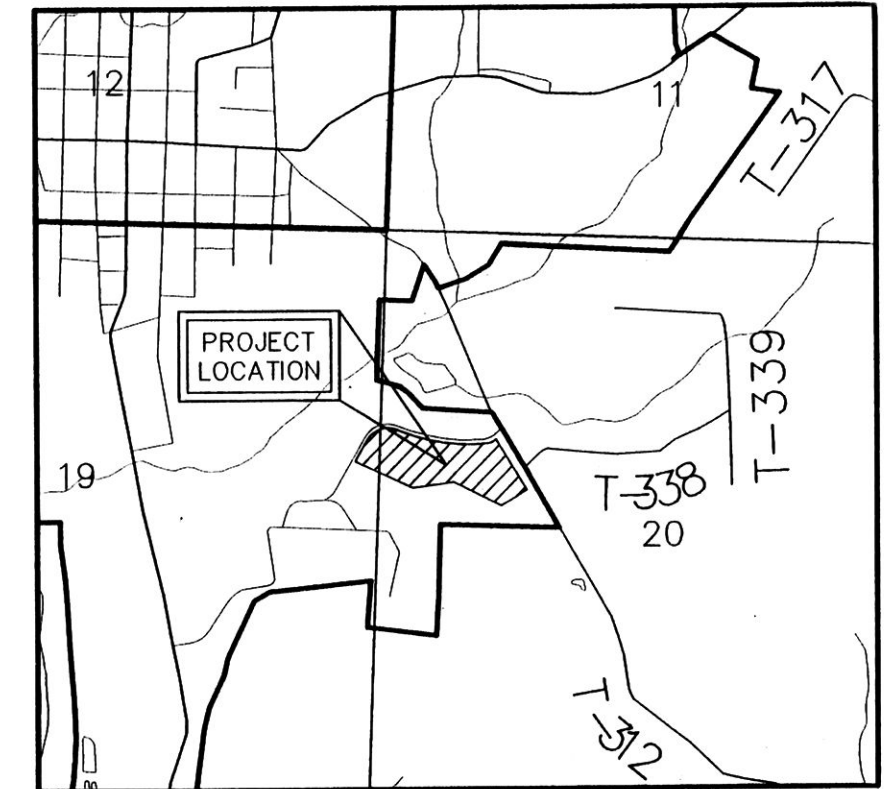 12
11
T-317
PROJECT
LOCATION
T-339
19
T-338
20
T-312